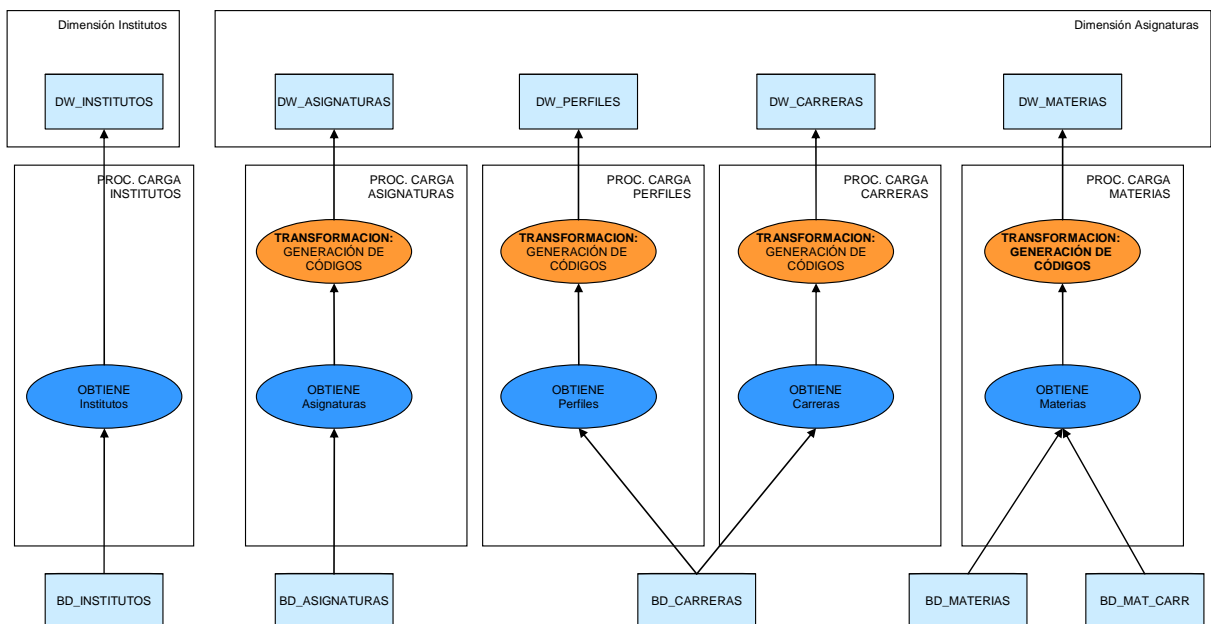 Dimensión Institutos
Dimensión Asignaturas
DW_INSTITUTOS
DW_ASIGNATURAS
DW_PERFILES
DW_CARRERAS
DW_MATERIAS
PROC. CARGA
INSTITUTOS
PROC. CARGA
ASIGNATURAS
PROC. CARGA
PERFILES
PROC. CARGA
CARRERAS
PROC. CARGA
MATERIAS
TRANSFORMACION:
GENERACIÓN DE
CÓDIGOS
TRANSFORMACION:
GENERACIÓN DE
CÓDIGOS
TRANSFORMACION:
GENERACIÓN DE
CÓDIGOS
TRANSFORMACION:
GENERACIÓN DE
CÓDIGOS
OBTIENE
Institutos
OBTIENE
Asignaturas
OBTIENE
Perfiles
OBTIENE
Carreras
OBTIENE
Materias
BD_INSTITUTOS
BD_ASIGNATURAS
BD_CARRERAS
BD_MATERIAS
BD_MAT_CARR